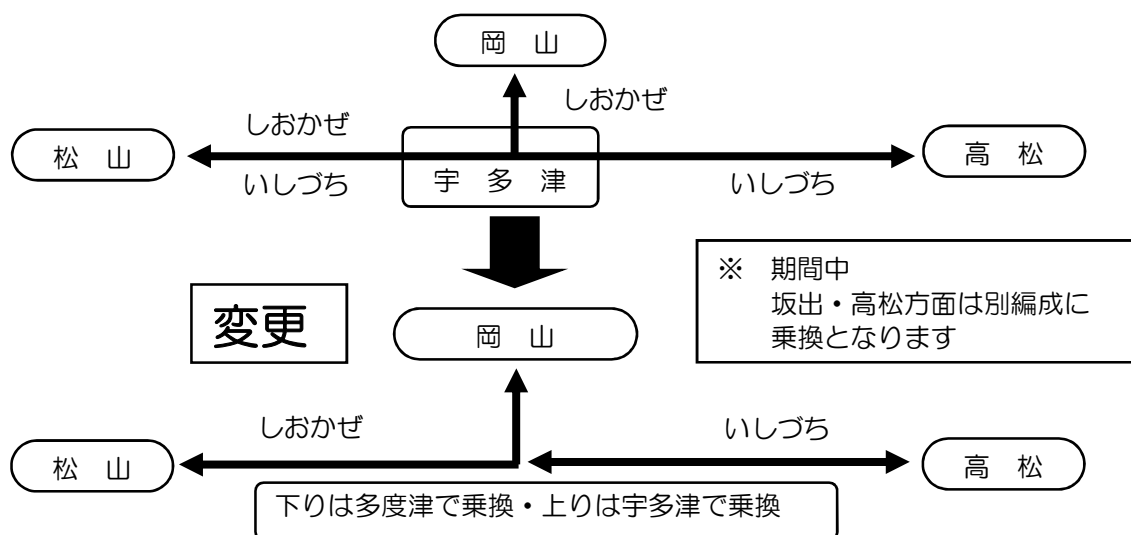 岡 山
しおかぜ
しおかぜ
松 山
高 松
いしづち
宇 多 津
いしづち
※ 期間中
坂出・高松方面は別編成に
乗換となります
変更
岡 山
しおかぜ
いしづち
松 山
高 松
下りは多度津で乗換・上りは宇多津で乗換